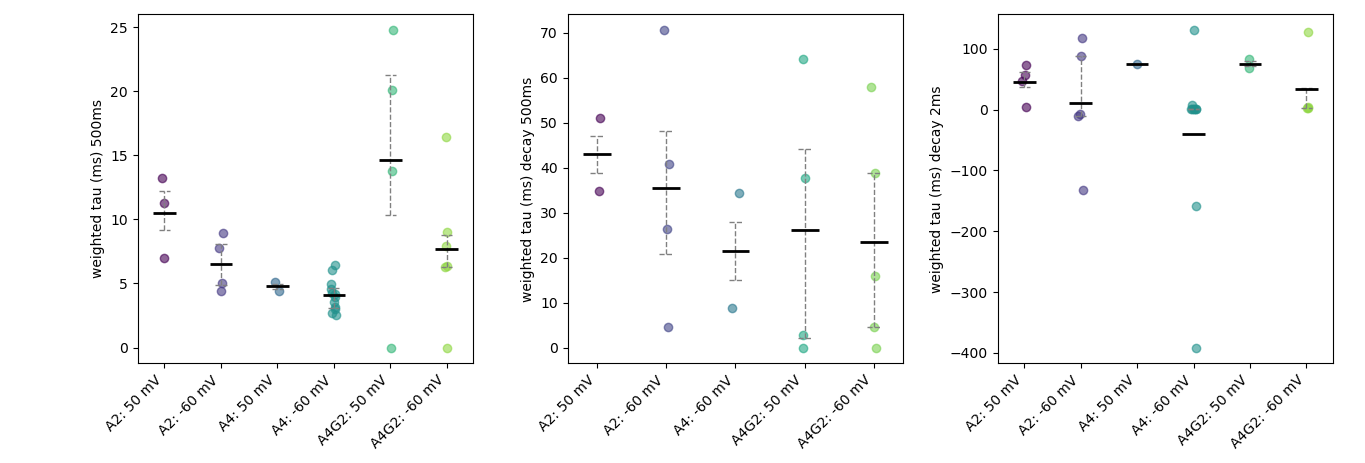 weighted tau (ms) 500ms
25
20
15
10
5
0
A2: 50 mV
A2: -60 mV
A4: 50 mV
A4: -60 mV
A4G2: 50 mV
A4G2: -60 mV
weighted tau (ms) decay 500ms
70
60
50
40
30
20
10
0
A2: 50 mV
A2: -60 mV
A4: -60 mV
A4G2: 50 mV
A4G2: -60 mV
weighted tau (ms) decay 2ms
100
0
−100
−200
−300
−400
A2: 50 mV
A2: -60 mV
A4: 50 mV
A4: -60 mV
A4G2: 50 mV
A4G2: -60 mV